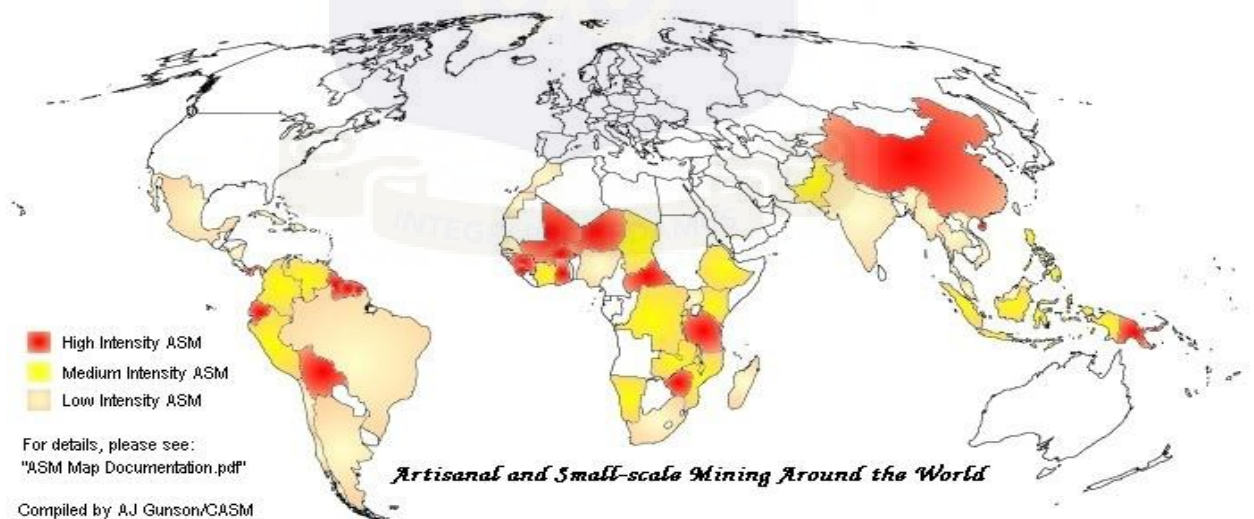 High Intensity ASM
Medium Intensity ASM
Low Intensity ASM
For details, please see:
"ASM Map Documentation.pdf"
Compiled by AJ Gunson/CASM
Artisanal and Small-scale Mining Around the World